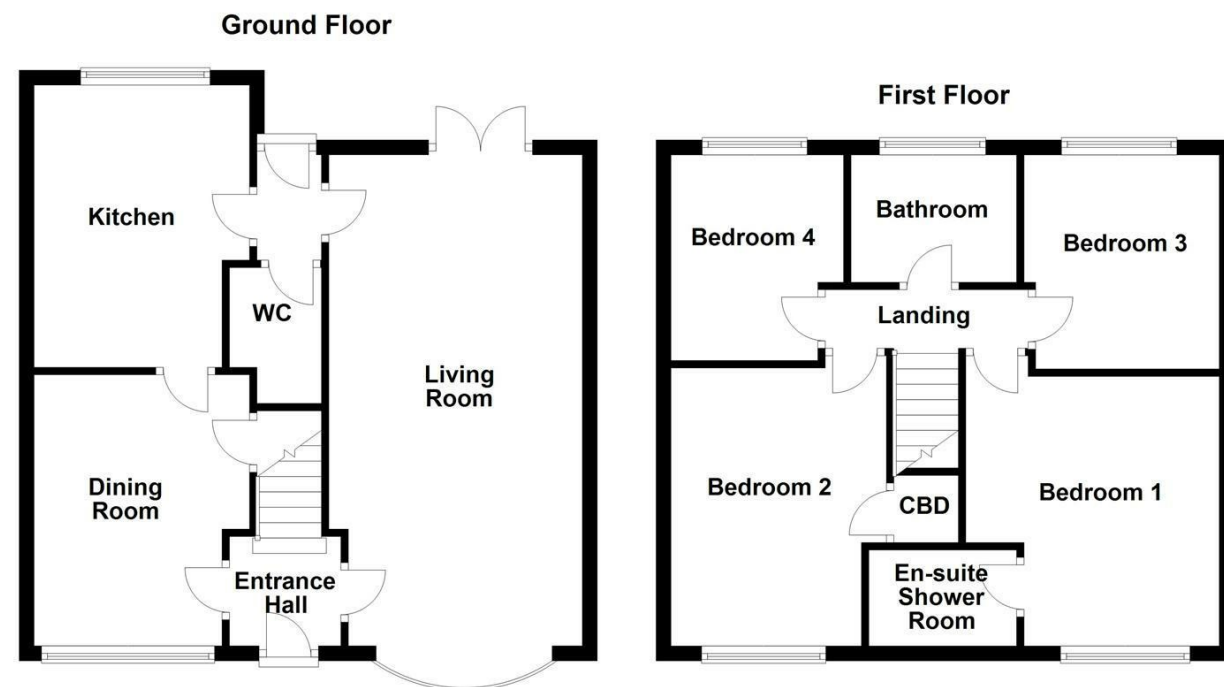 Ground Floor
Kitchen
WC
Living
Room
Dining
Room
Entrance
Hall
First Floor
Bedroom 4
Bathroom
Bedroom 3
Landing
Bedroom 2
CBD
Bedroom 1
En-suite
Shower
Room